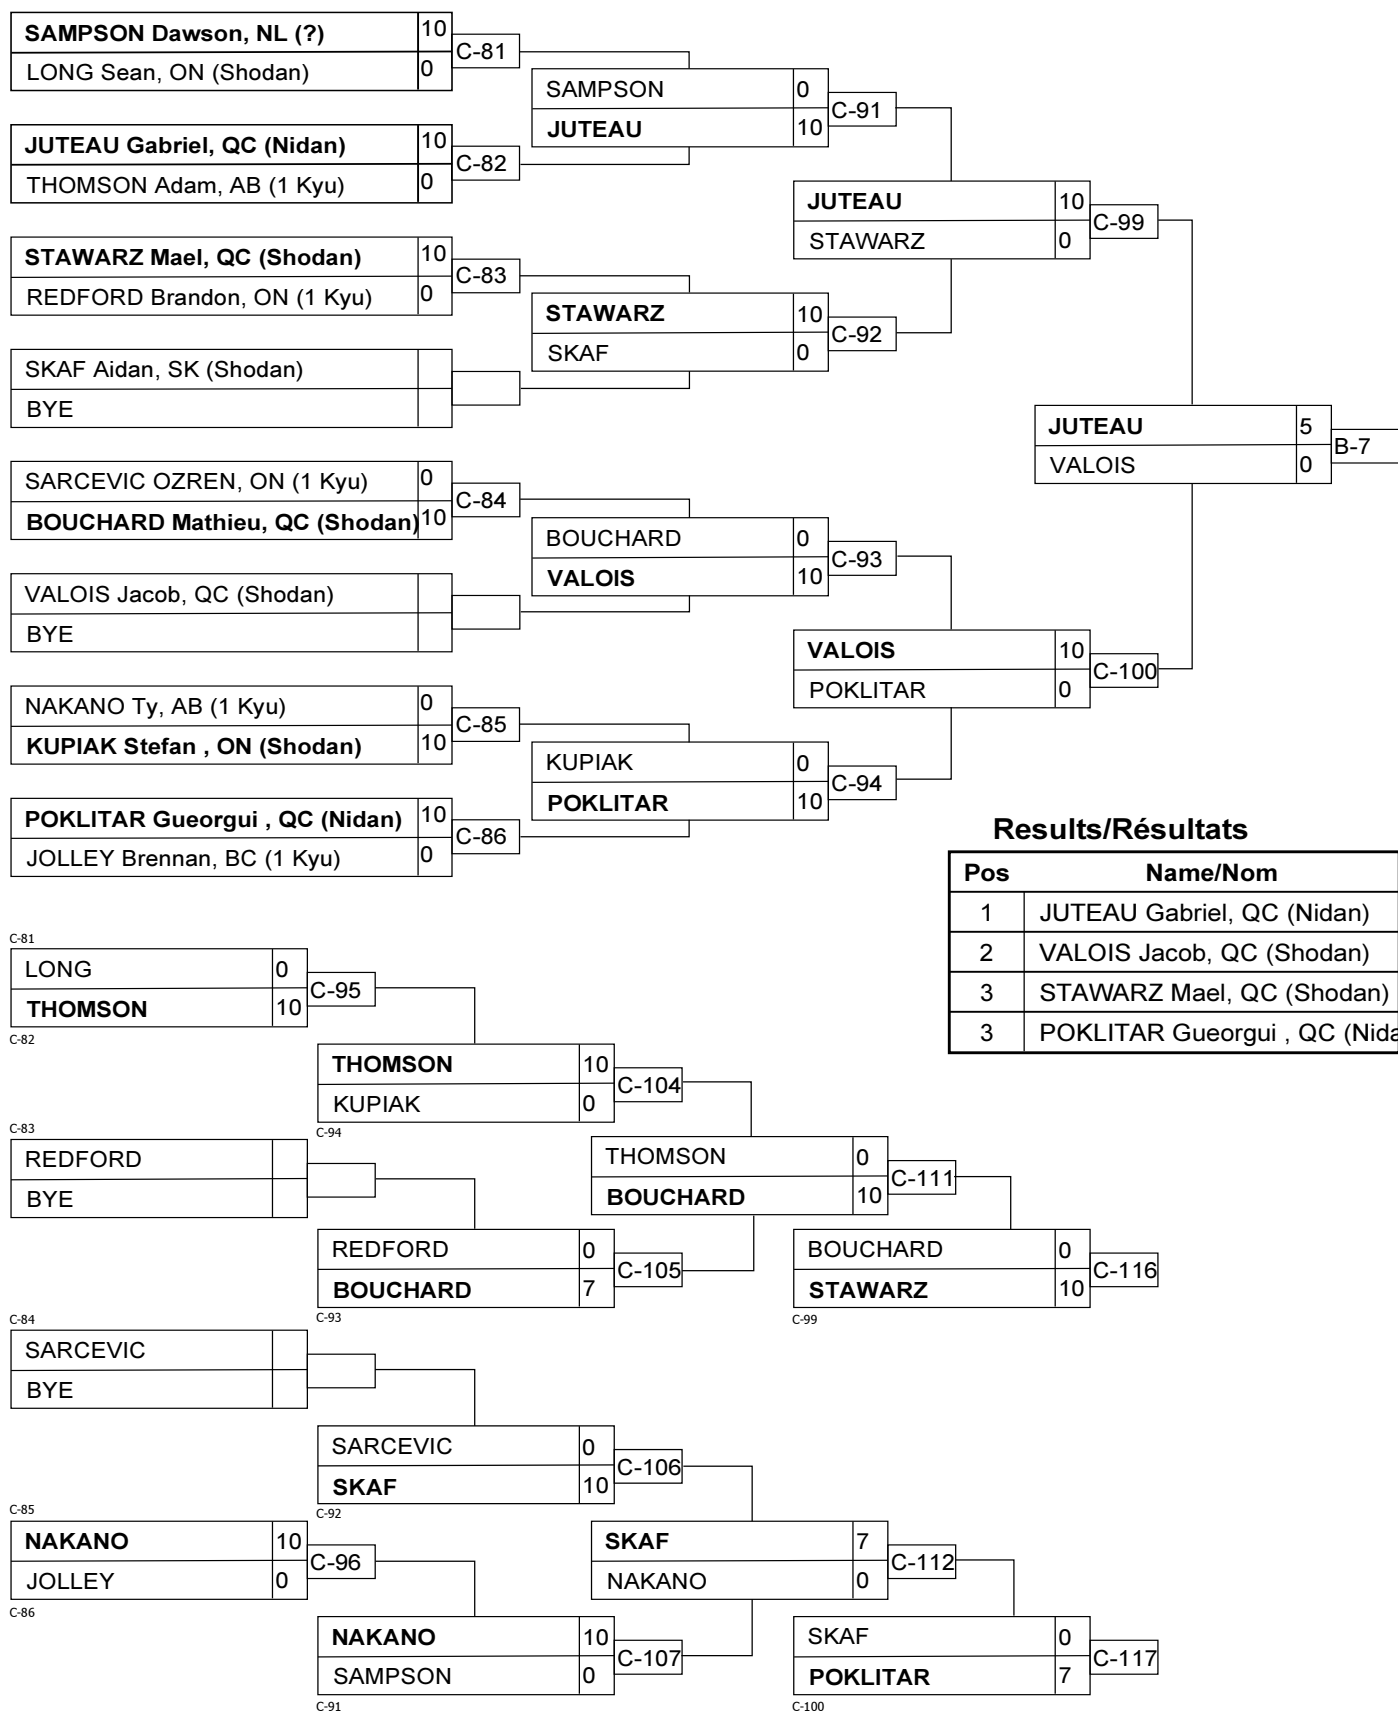 SAMPSON Dawson, NL (?) 10
C-81
LONG Sean, ON (Shodan) 0
SAMPSON 0
C-91
JUTEAU 10
JUTEAU Gabriel, QC (Nidan) 10
C-82
THOMSON Adam, AB (1 Kyu) 0
JUTEAU 10
C-99
STAWARZ 0
STAWARZ Mael, QC (Shodan) 10
C-83
REDFORD Brandon, ON (1 Kyu) 0
STAWARZ 10
C-92
SKAF 0
SKAF Aidan, SK (Shodan)
BYE
JUTEAU 5
B-7
VALOIS 0
SARCEVIC OZREN, ON (1 Kyu) 0
C-84
BOUCHARD Mathieu, QC (Shodan) 10
BOUCHARD 0
C-93
VALOIS 10
VALOIS Jacob, QC (Shodan)
BYE
VALOIS 10
C-100
POKLITAR 0
NAKANO Ty, AB (1 Kyu) 0
C-85
KUPIAK Stefan , ON (Shodan) 10
KUPIAK 0
C-94
POKLITAR 10
POKLITAR Gueorgui , QC (Nidan) 10
C-86
JOLLEY Brennan, BC (1 Kyu) 0
Results/Résultats
Pos Name/Nom
1 JUTEAU Gabriel, QC (Nidan)
2 VALOIS Jacob, QC (Shodan)
3 STAWARZ Mael, QC (Shodan)
3 POKLITAR Gueorgui , QC (Nida
C-81
LONG 0
C-95
THOMSON 10
C-82
THOMSON 10
C-104
KUPIAK 0
C-94
C-83
REDFORD
BYE
THOMSON 0
C-111
BOUCHARD 10
REDFORD 0
C-105
BOUCHARD 7
C-93
BOUCHARD 0
C-116
STAWARZ 10
C-99
C-84
SARCEVIC
BYE
SARCEVIC 0
C-106
SKAF 10
C-92
C-85
NAKANO 10
C-96
JOLLEY 0
C-86
SKAF 7
C-112
NAKANO 0
NAKANO 10
C-107
SAMPSON 0
C-91
SKAF 0
C-117
POKLITAR 7
C-100